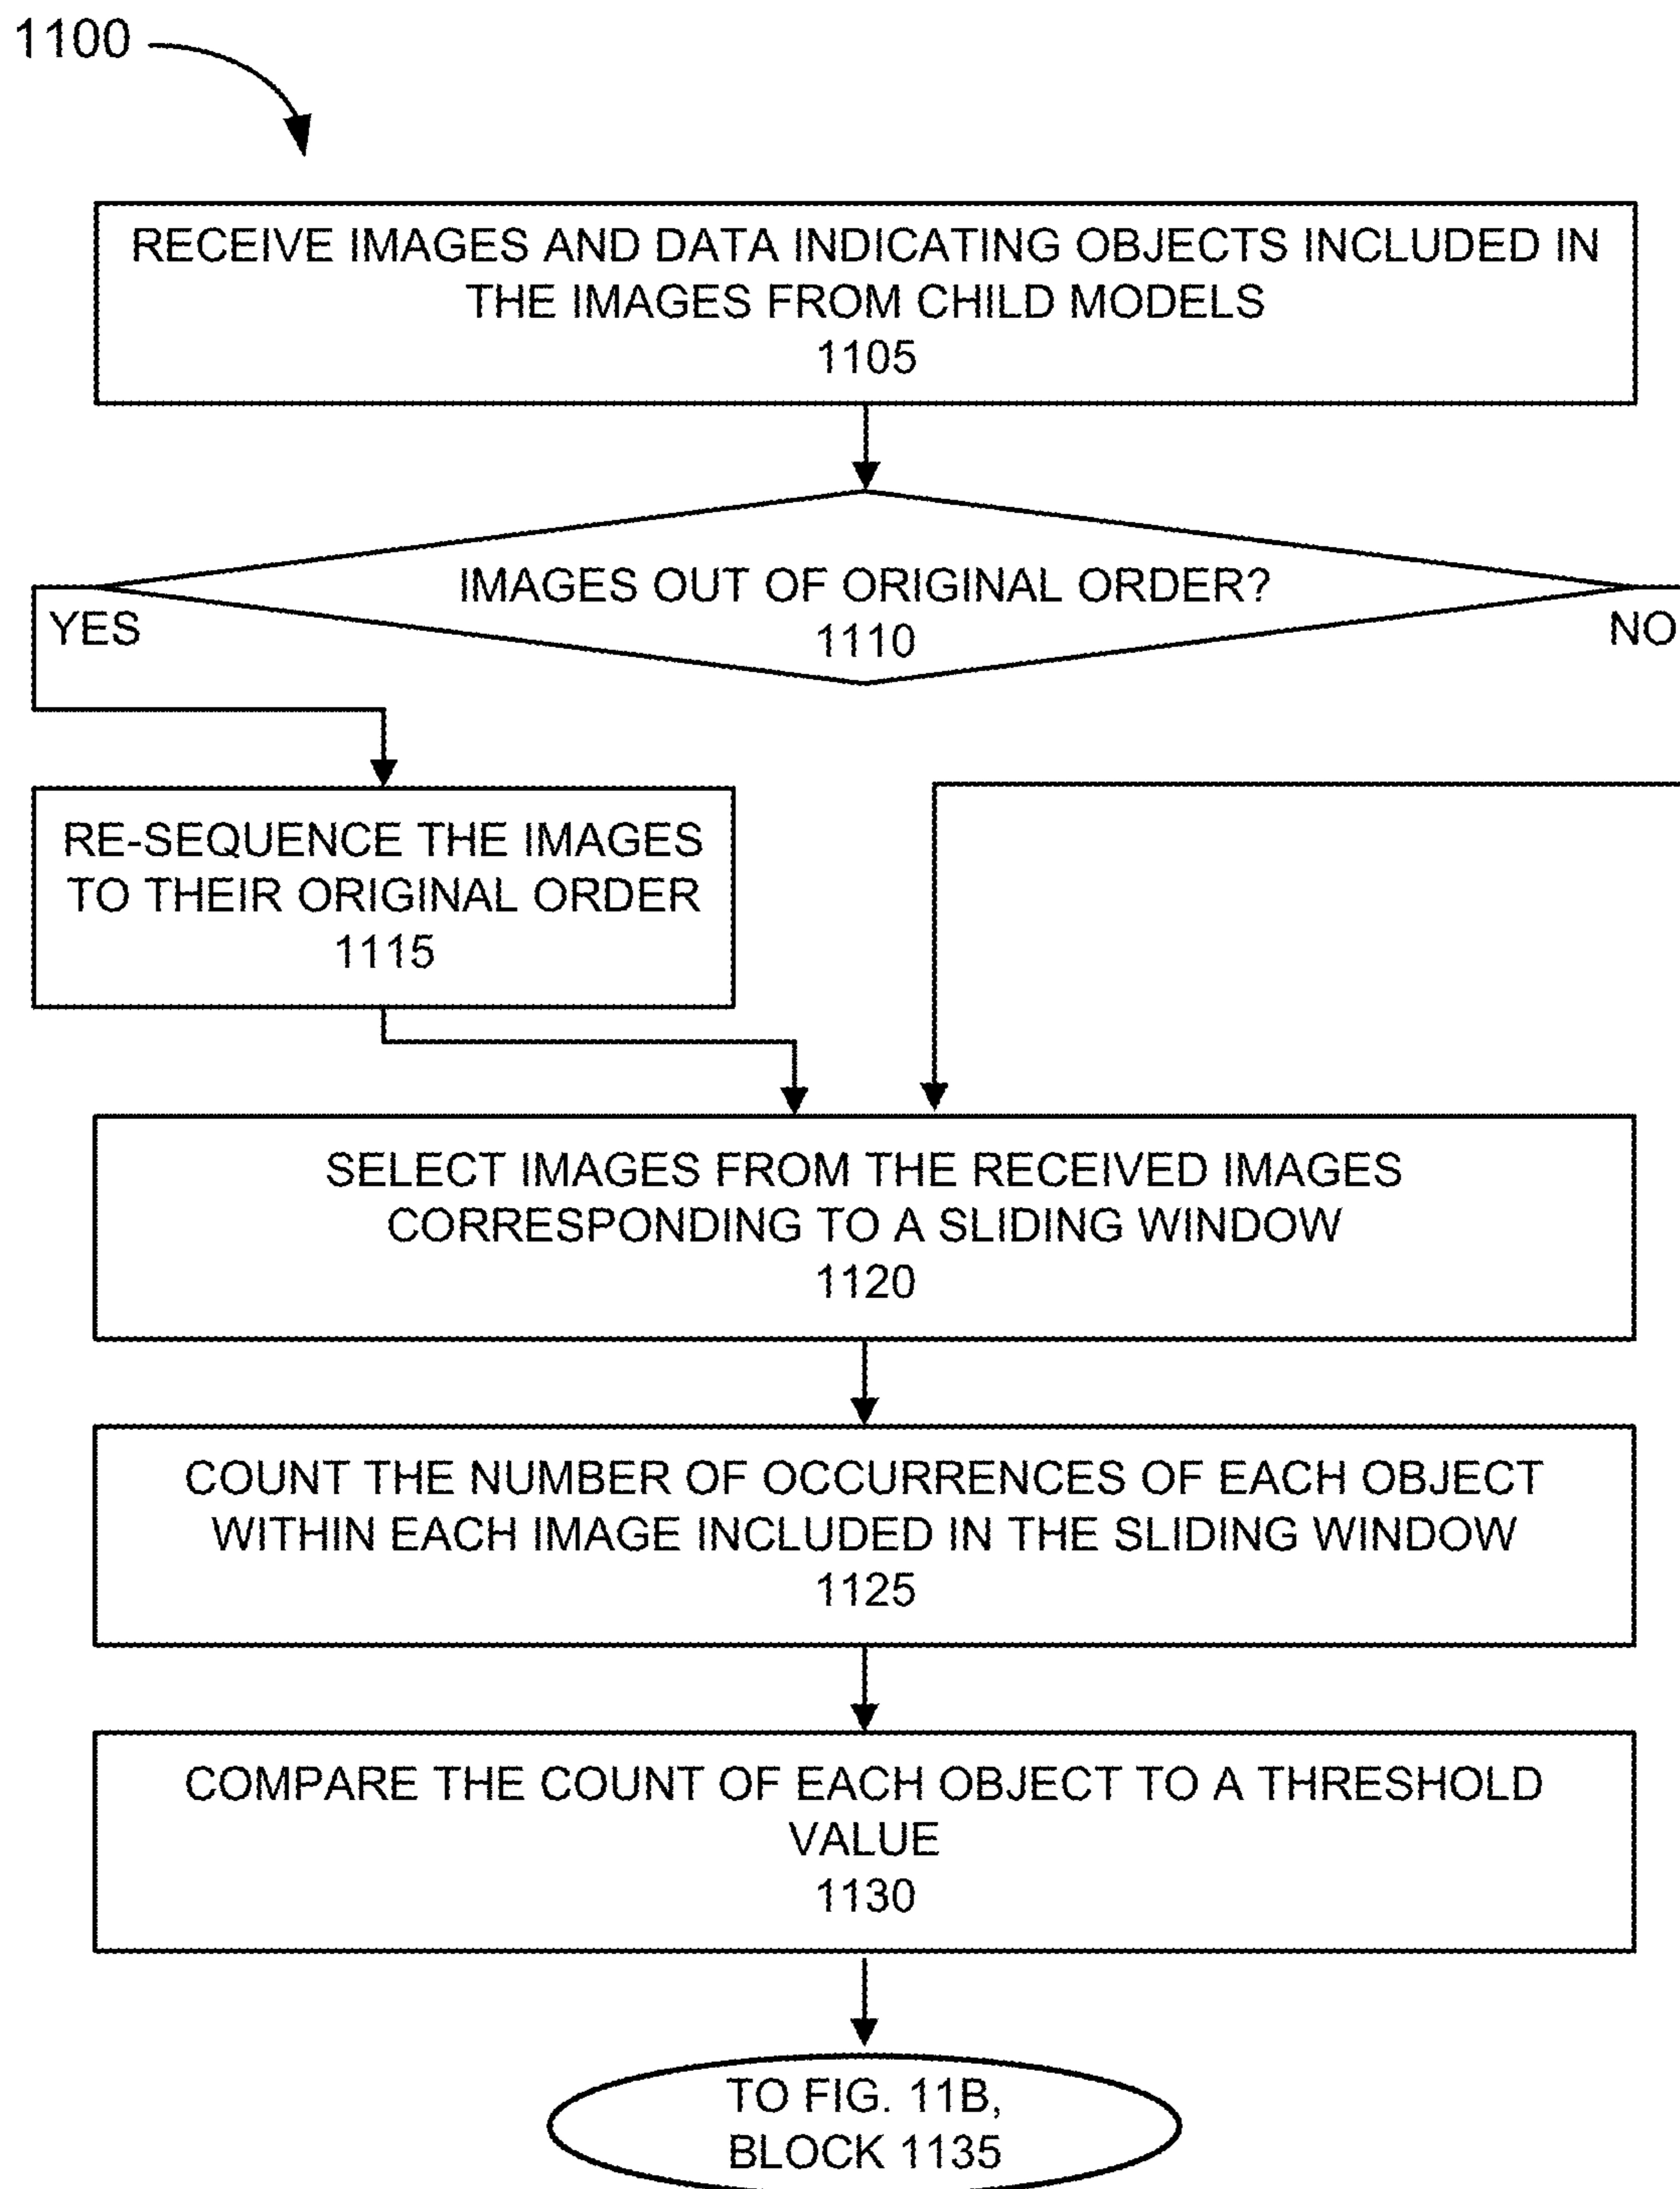 1100
RECEIVE IMAGES AND DATA INDICATING OBJECTS INCLUDED IN
THE IMAGES FROM CHILD MODELS
1105
IMAGES OUT OF ORIGINAL ORDER?
1110
YES
NO
RE-SEQUENCE THE IMAGES
TO THEIR ORIGINAL ORDER
1115
SELECT IMAGES FROM THE RECEIVED IMAGES
CORRESPONDING TO A SLIDING WINDOW
1120
COUNT THE NUMBER OF OCCURRENCES OF EACH OBJECT
WITHIN EACH IMAGE INCLUDED IN THE SLIDING WINDOW
1125
COMPARE THE COUNT OF EACH OBJECT TO A THRESHOLD
VALUE
1130
TO FIG. 11B,
BLOCK 1135